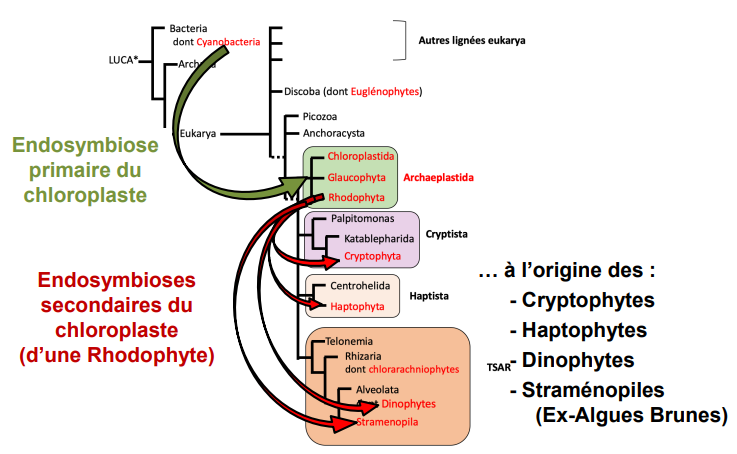 Bacteria
dont Cyanobacteria
LUCA*
Eukarya
Autres lignées eukarya
Discoba (dont Euglénophytes)
Picozoa
Anchoracysta
Endosymbiose
primaire du
chloroplaste
Chloroplastida
Glaucophyta
Rhodophyta
Archaeplastida
Palpitomonas
Katablepharida
Cryptophyta
Cryptista
Endosymbioses
secondaires du
chloroplaste
(d’une Rhodophyte)
Centrohelida
Haptophyta
Haptista
Telonemia
Rhizaria
dont chlorarachniophytes
Alveolata
Dinophytes
Stramenopila
TSAR
… à l’origine des :
- Cryptophytes
- Haptophytes
- Dinophytes
- Straménopiles
(Ex-Algues Brunes)